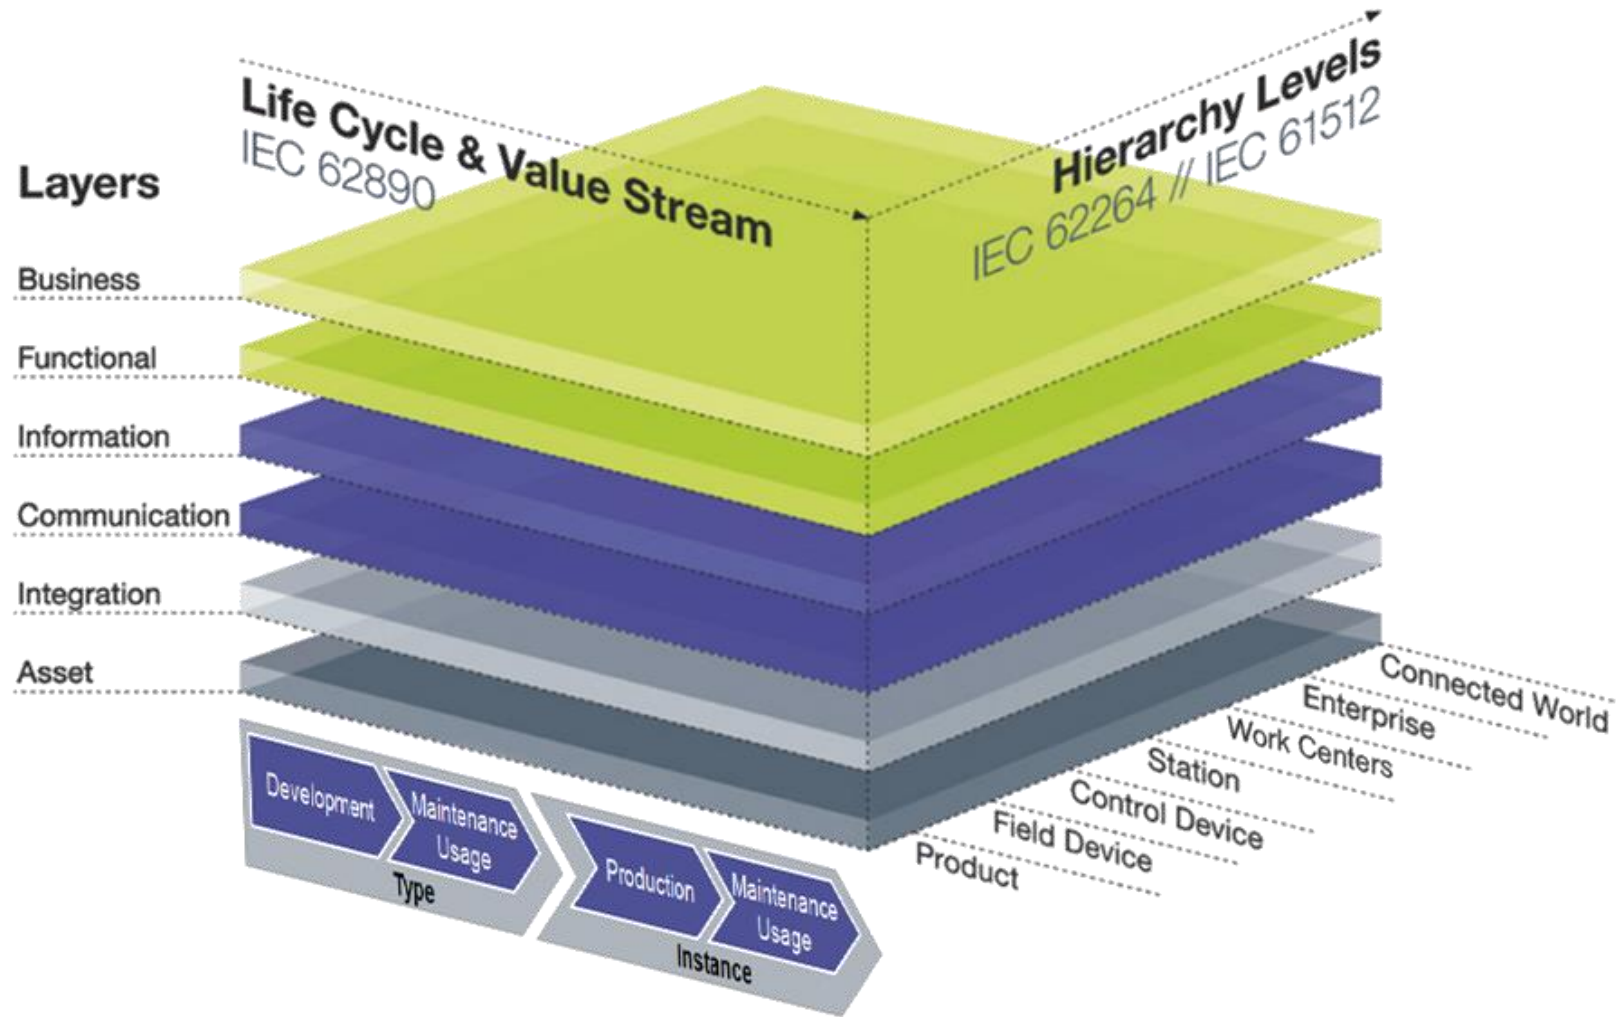 Life Cycle & Value Stream
IEC 62890
Hierarchy Levels
IEC 62264 // IEC 61512
Layers
Business
Functional
Information
Communication
Integration
Asset
Connected World
Enterprise
Work Centers
Station
Control Device
Field Device
Product
Development
Maintenance
Usage
Type
Production
Maintenance
Usage
Instance